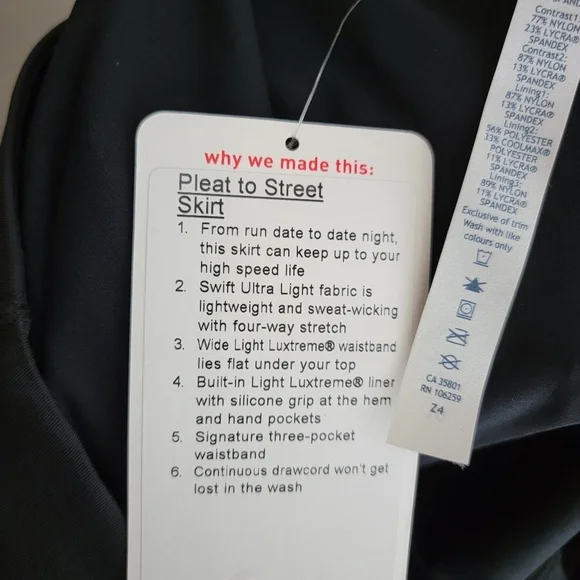 why we made this:
Pleat to Street
Skirt
1. From run date to date night,
this skirt can keep up to your
high speed life
2. Swift Ultra Light fabric is
lightweight and sweat-wicking
with four-way stretch
3. Wide Light Luxtreme® waistband
lies flat under your top
4. Built-in Light Luxtreme® liner
with silicone grip at the hem
and hand pockets
5. Signature three-pocket
waistband
6. Continuous drawcord won't get
lost in the wash
Contrast1:
77% NYLON
23% LYCRA®
SPANDEX
Contrast2:
87% NYLON
13% LYCRA®
SPANDEX
Lining1:
87% NYLON
13% LYCRA®
SPANDEX
Lining2:
56% POLYESTER
33% COOLMAX®
POLYESTER
11% LYCRA®
SPANDEX
Lining3:
89% NYLON
11% LYCRA®
SPANDEX
Exclusive of trim
Wash with like
colours only
CA 35801
RN 106259
Z4